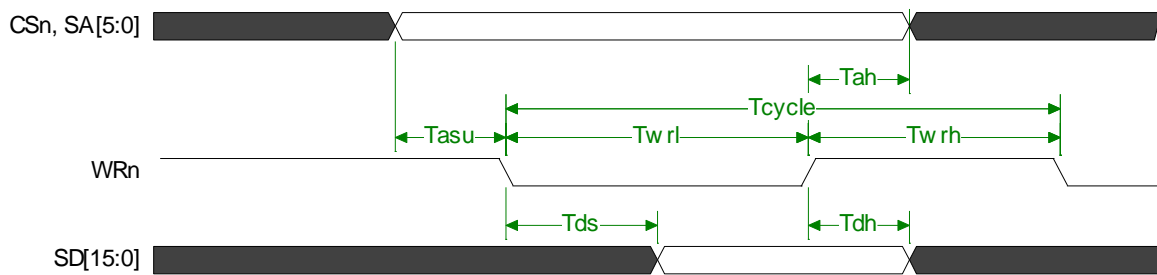 CSn, SA[5:0]
Tah
Tcycle
Tasu Twrl Twrh
WRn
Tds Tdh
SD[15:0]